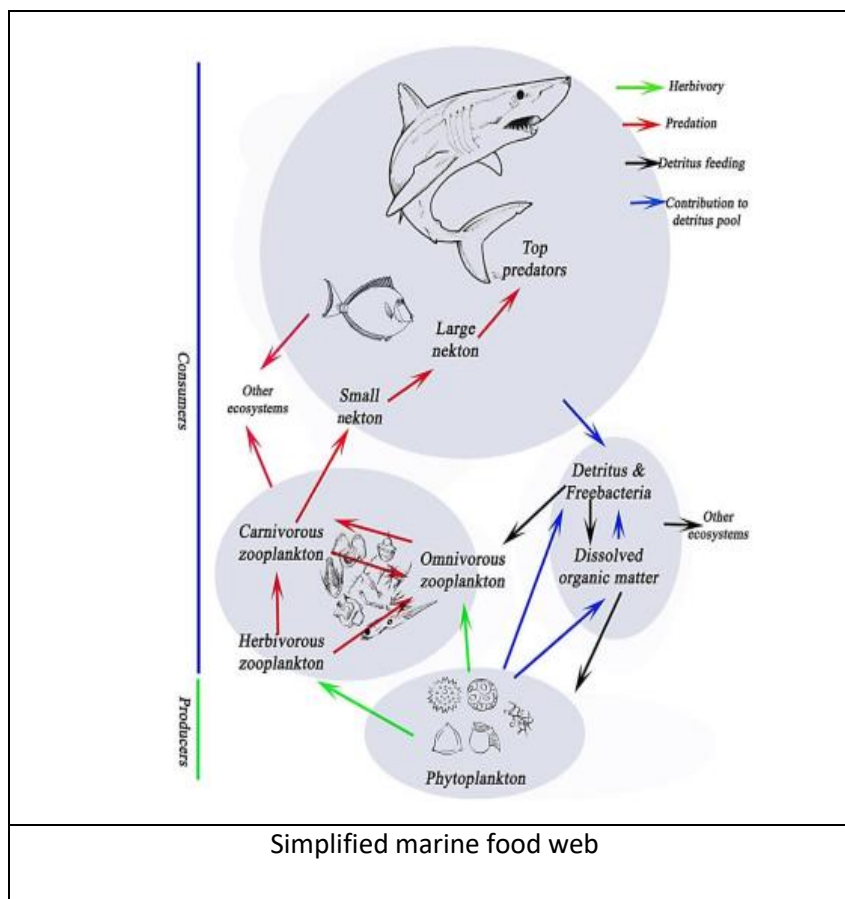 Herbivory
Predation
Detritus feeding
Contribution to
detritus pool
Top
predators
Large
nekton
Small
nekton
Other
ecosystems
Consumers
Detritus &
Freebacteria
Other
ecosystems
Dissolved
organic matter
Carnivorous
zooplankton
Omnivorous
zooplankton
Herbivorous
zooplankton
Producers
Phytoplankton
Simplified marine food web